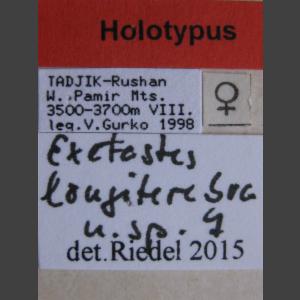 Holotypus
TADJIK-Rushan
W. Pamir Mts.
3500-3700m VIII.
leg.V.Gurko 1998
♀
Exetastes
longiterebra
n.sp. ♀
det.Riedel 2015